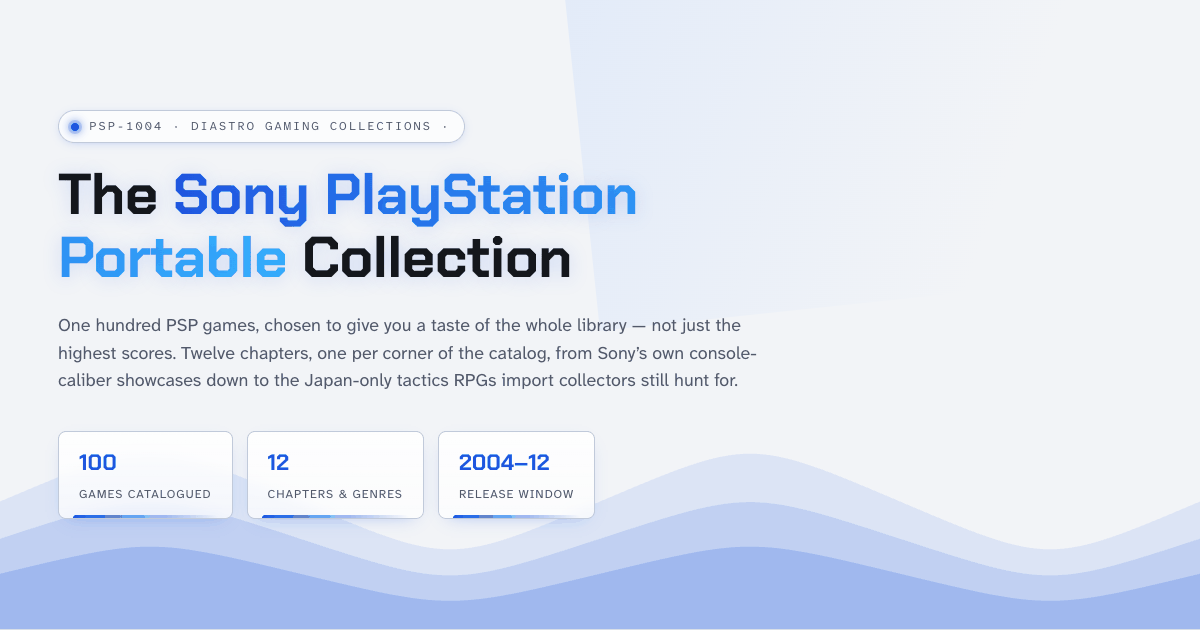 PSP-1004 · DIASTRO GAMING COLLECTIONS ·
The Sony PlayStation
Portable Collection
One hundred PSP games, chosen to give you a taste of the whole library — not just the
highest scores. Twelve chapters, one per corner of the catalog, from Sony’s own console-
caliber showcases down to the Japan-only tactics RPGs import collectors still hunt for.
100
GAMES CATALOGUED
12
CHAPTERS & GENRES
2004–12
RELEASE WINDOW